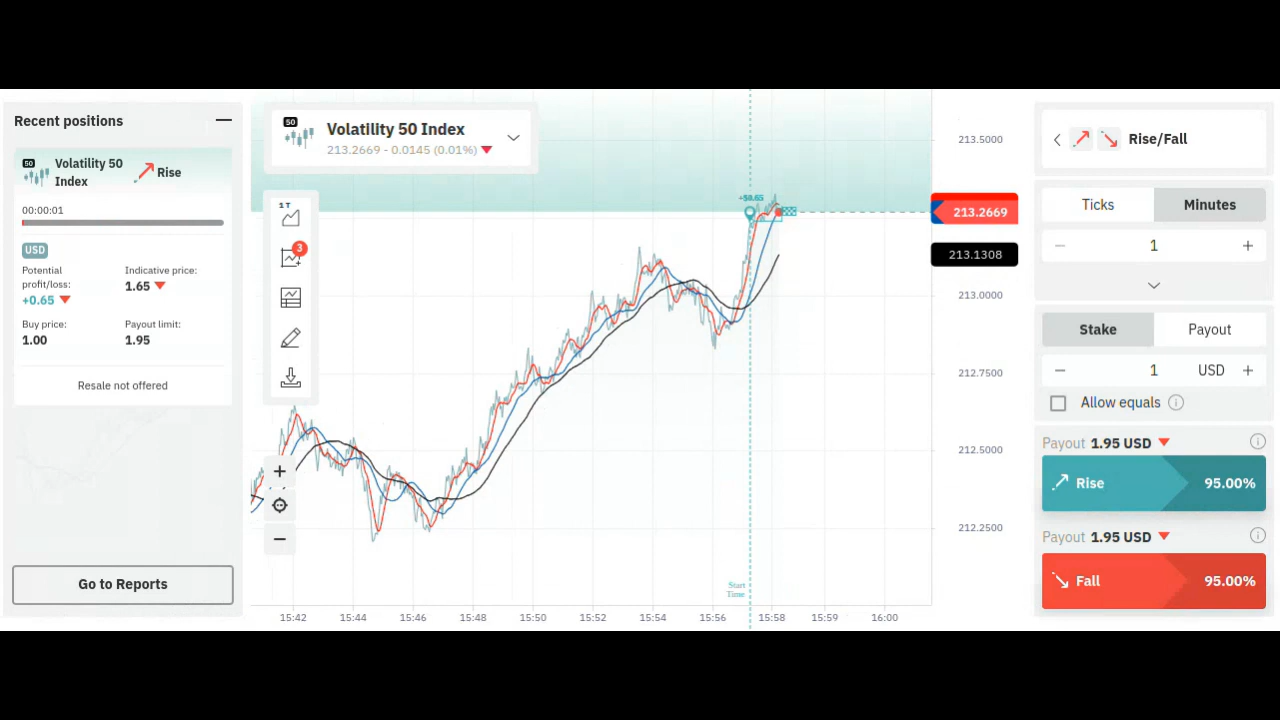 Recent positions
50
Volatility 50
Index
Rise
00:00:01
USD
Potential
profit/loss:
+0.65
Indicative price:
1.65
Buy price:
1.00
Payout limit:
1.95
Resale not offered
Go to Reports
50
Volatility 50 Index
213.2669 - 0.0145 (0.01%)
1T
3
+
−
Start
Time
213.5000
213.2669
213.1308
213.0000
212.7500
212.5000
212.2500
15:42
15:44
15:46
15:48
15:50
15:52
15:54
15:56
15:58
15:59
16:00
Rise/Fall
Ticks
Minutes
− 1 +
Stake
Payout
− 1 USD +
Allow equals
Payout 1.95 USD
Rise 95.00%
Payout 1.95 USD
Fall 95.00%